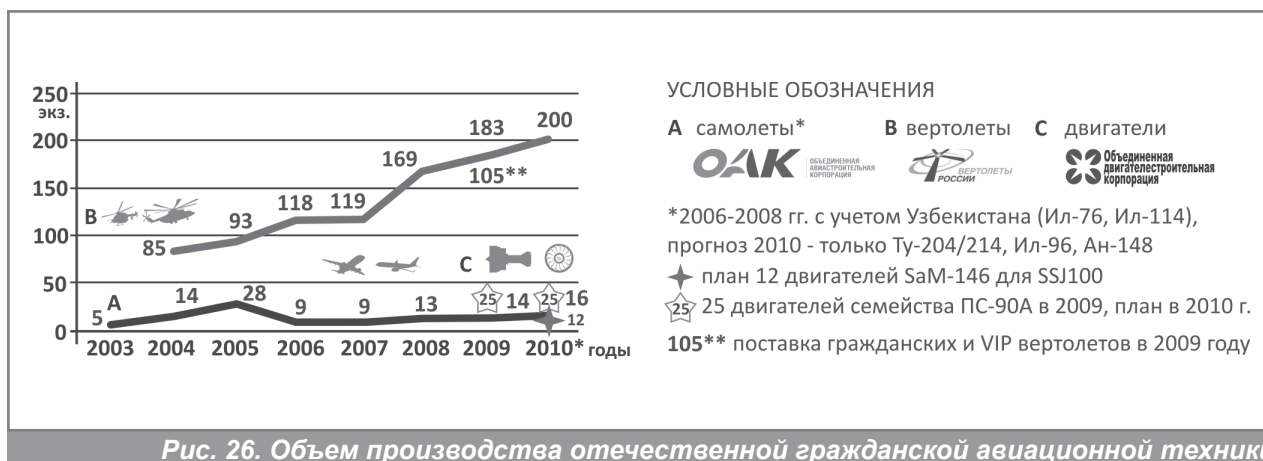 250
экз.
200
150
100
50
0
B
85
93
118
119
169
183
105**
200
A
5
14
28
9
9
13
C
25
14
25
16
12
2003 2004 2005 2006 2007 2008 2009 2010* годы
УСЛОВНЫЕ ОБОЗНАЧЕНИЯ
A самолеты* B вертолеты C двигатели
ОАК ОБЪЕДИНЕННАЯ
АВИАСТРОИТЕЛЬНАЯ
КОРПОРАЦИЯ
ВЕРТОЛЕТЫ
РОССИИ
Объединенная
двигателестроительная
корпорация
*2006-2008 гг. с учетом Узбекистана (Ил-76, Ил-114),
прогноз 2010 - только Ту-204/214, Ил-96, Ан-148
план 12 двигателей SaM-146 для SSJ100
25 25 двигателей семейства ПС-90А в 2009, план в 2010 г.
105** поставка гражданских и VIP вертолетов в 2009 году
Рис. 26. Объем производства отечественной гражданской авиационной техники